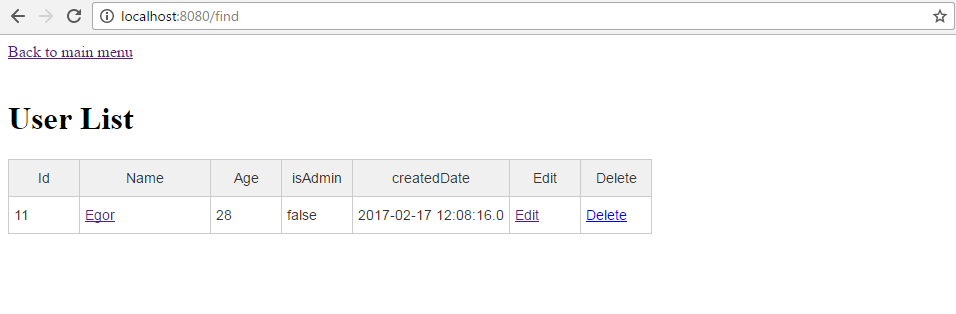 localhost:8080/find
Back to main menu
User List
Id Name Age isAdmin createdDate Edit Delete
11 Egor 28 false 2017-02-17 12:08:16.0 Edit Delete